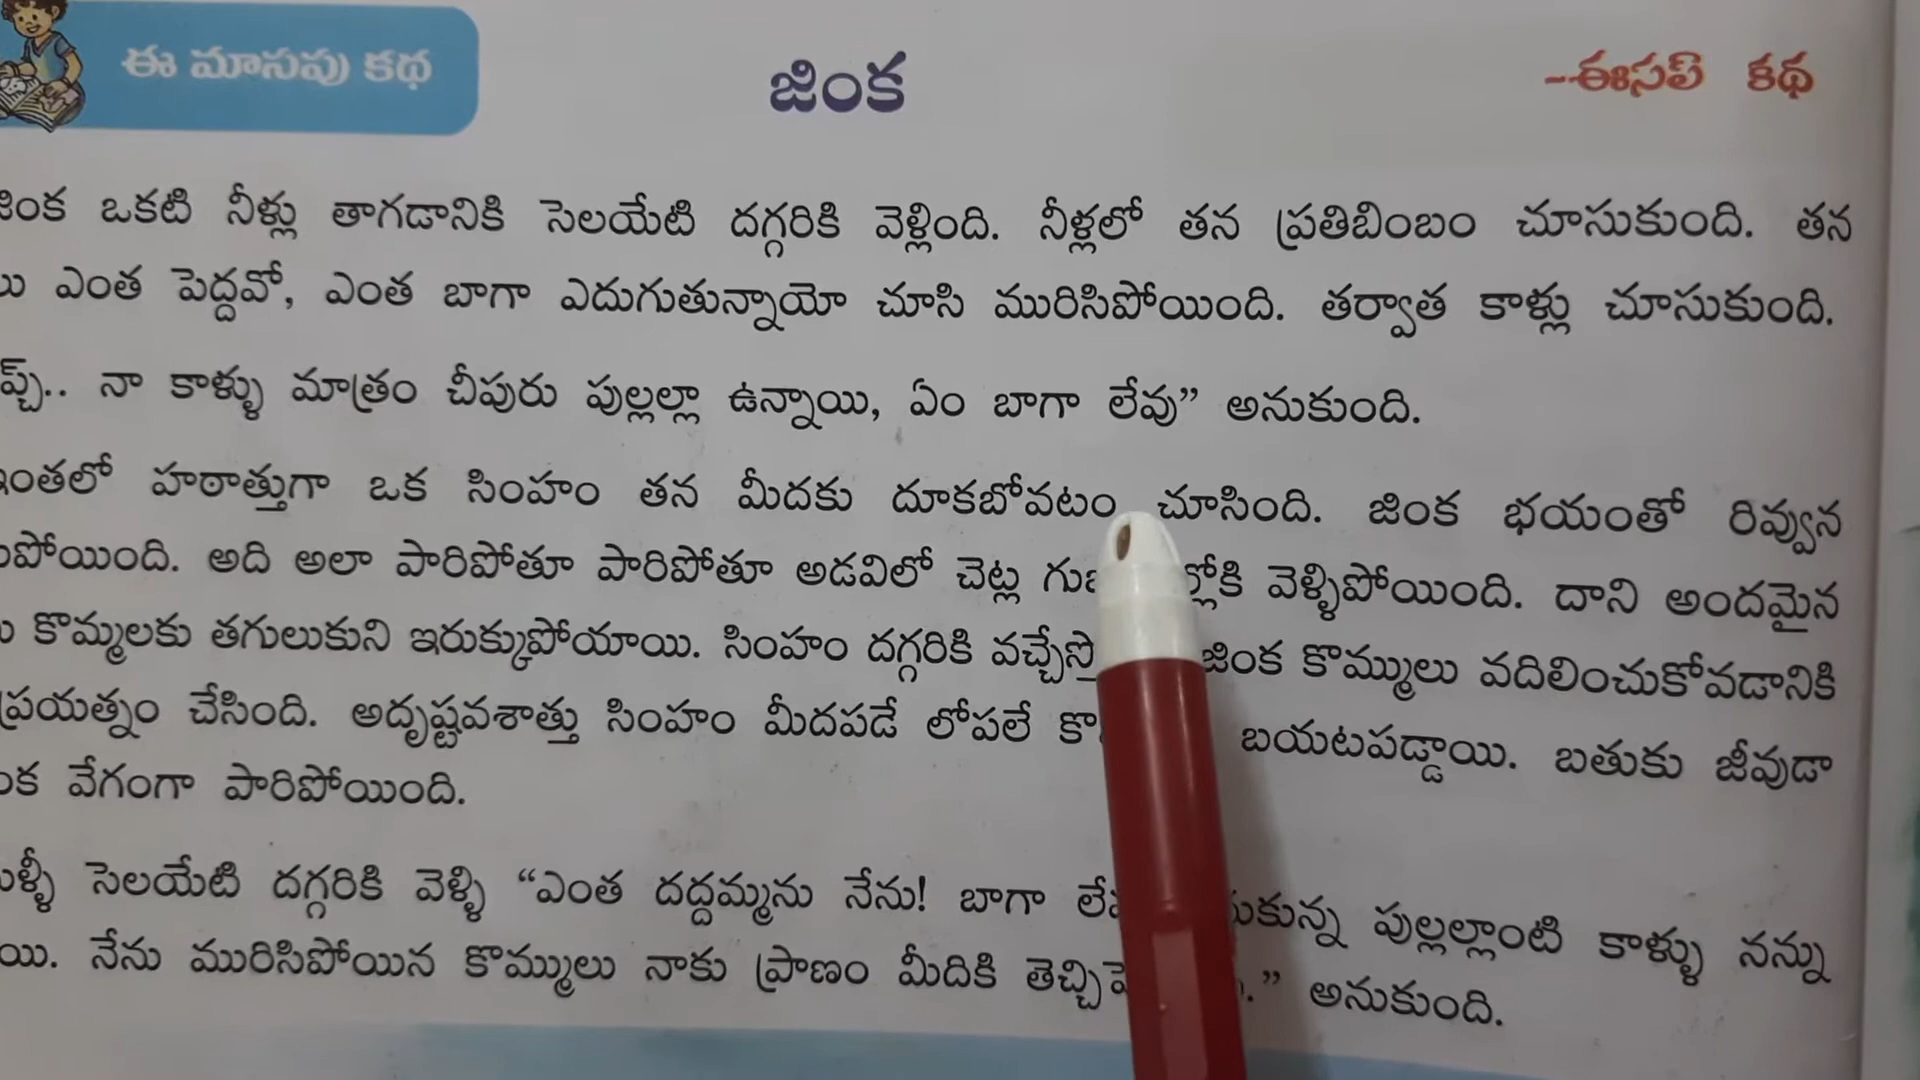 ఈ మాసపు కథ
జింక
-ఈసప్ కథ
జింక ఒకటి నీళ్లు తాగడానికి సెలయేటి దగ్గరికి వెళ్లింది. నీళ్లలో తన ప్రతిబింబం చూసుకుంది. తన
ఎంత పెద్దవో, ఎంత బాగా ఎదుగుతున్నాయో చూసి మురిసిపోయింది. తర్వాత కాళ్లు చూసుకుంది.
ప్చ్.. నా కాళ్ళు మాత్రం చీపురు పుల్లల్లా ఉన్నాయి, ఏం బాగా లేవు” అనుకుంది.
ఇంతలో హఠాత్తుగా ఒక సింహం తన మీదకు దూకబోవటం చూసింది. జింక భయంతో రివ్వున
అది అలా పారిపోతూ పారిపోతూ అడవిలో చెట్ల వెళ్ళిపోయింది. దాని అందమైన
కొమ్మలకు తగులుకుని ఇరుక్కుపోయాయి. సింహం దగ్గరికి జింక కొమ్ములు వదిలించుకోవడానికి
ప్రయత్నం చేసింది. అదృష్టవశాత్తు సింహం మీదపడే లోపలే బయటపడ్డాయి. బతుకు జీవుడా
వేగంగా పారిపోయింది.
సెలయేటి దగ్గరికి వెళ్ళి “ఎంత దద్దమ్మను నేను! బాగా పుల్లల్లాంటి కాళ్ళు నన్ను
నేను మురిసిపోయిన కొమ్ములు నాకు ప్రాణం మీదికి అనుకుంది.